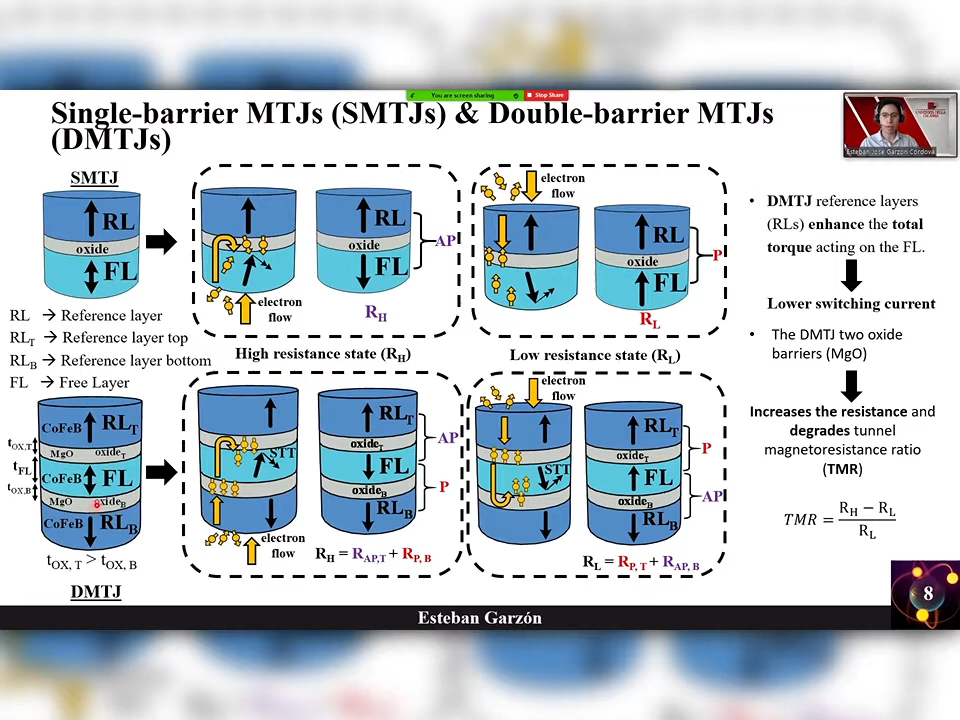 You are screen sharing
Stop Share
Single-barrier MTJs (SMTJs) & Double-barrier MTJs
(DMTJs)
Esteban José Garzón Córdova
SMTJ
RL
oxide
FL
RL → Reference layer
RLT → Reference layer top
RLB → Reference layer bottom
FL → Free Layer
electron
flow
RL
oxide
FL
AP
RH
High resistance state (RH)
electron
flow
RL
oxide
FL
P
RL
Low resistance state (RL)
CoFeB
RLT
MgO
oxideT
CoFeB
FL
MgO
oxideB
CoFeB
RLB
tOX,T
tFL
tOX,B
tOX, T > tOX, B
DMTJ
STT
electron
flow
RLT
oxideT
FL
oxideB
RLB
AP
P
RH = RAP,T + RP, B
electron
flow
STT
RLT
oxideT
FL
oxideB
RLB
P
AP
RL = RP, T + RAP, B
• DMTJ reference layers
(RLs) enhance the total
torque acting on the FL.
Lower switching current
• The DMTJ two oxide
barriers (MgO)
Increases the resistance and
degrades tunnel
magnetoresistance ratio
(TMR)
TMR = (RH − RL) / RL
8
Esteban Garzón